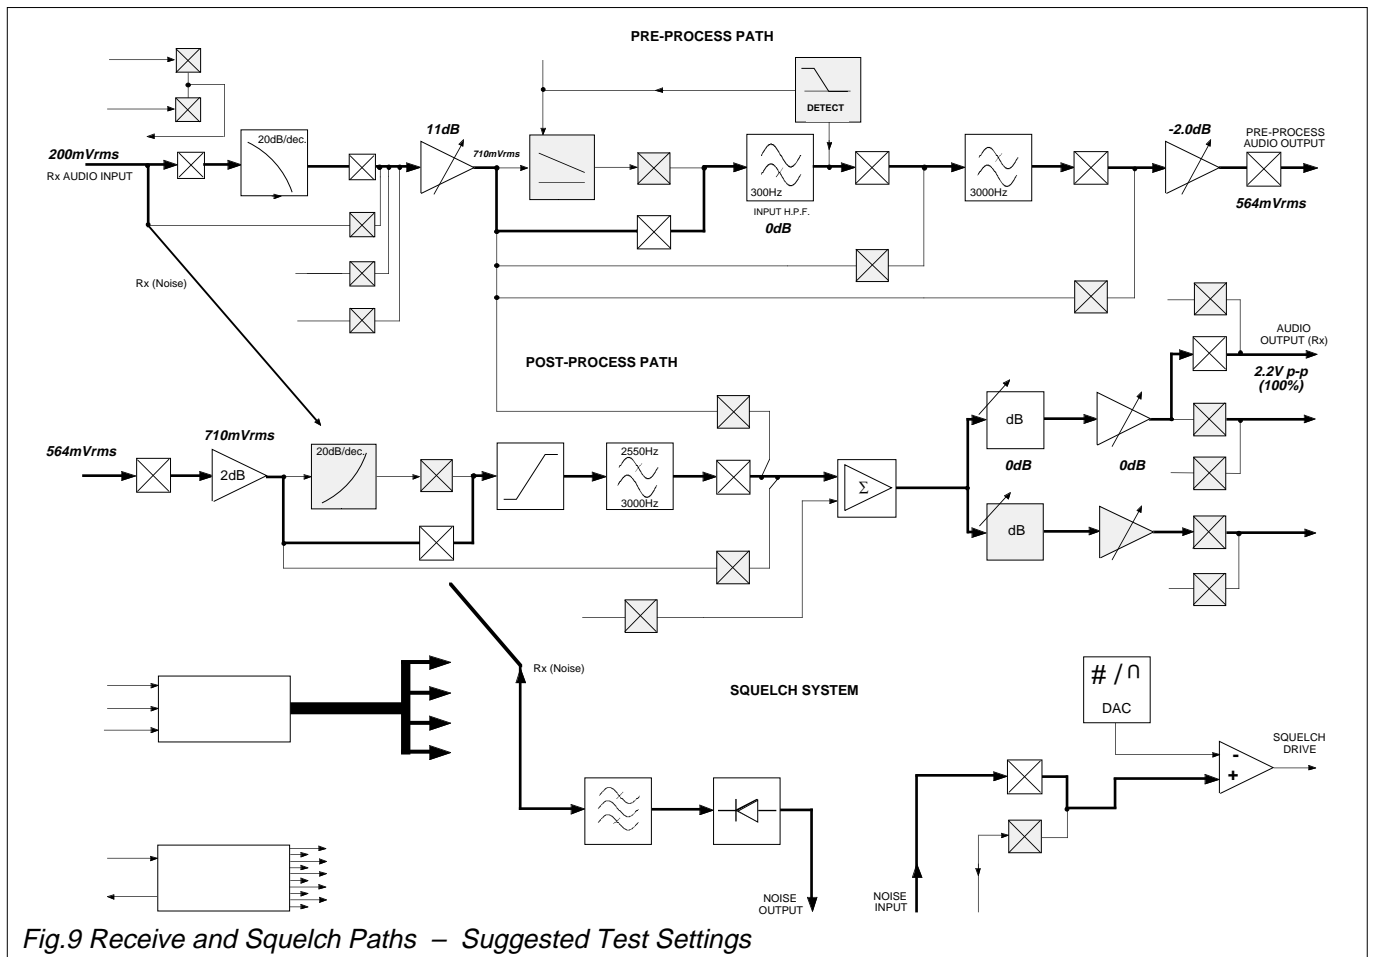 PRE-PROCESS PATH
DETECT
200mVrms
Rx AUDIO INPUT
20dB/dec.
11dB
710mVrms
300Hz
INPUT H.P.F.
0dB
3000Hz
-2.0dB
PRE-PROCESS
AUDIO OUTPUT
564mVrms
Rx (Noise)
POST-PROCESS PATH
AUDIO
OUTPUT (Rx)
2.2V p-p
(100%)
564mVrms
710mVrms
2dB
20dB/dec.
2550Hz
3000Hz
Σ
dB
0dB
0dB
dB
Rx (Noise)
SQUELCH SYSTEM
# / ∩
DAC
-
+
SQUELCH
DRIVE
NOISE
OUTPUT
NOISE
INPUT
Fig.9 Receive and Squelch Paths – Suggested Test Settings